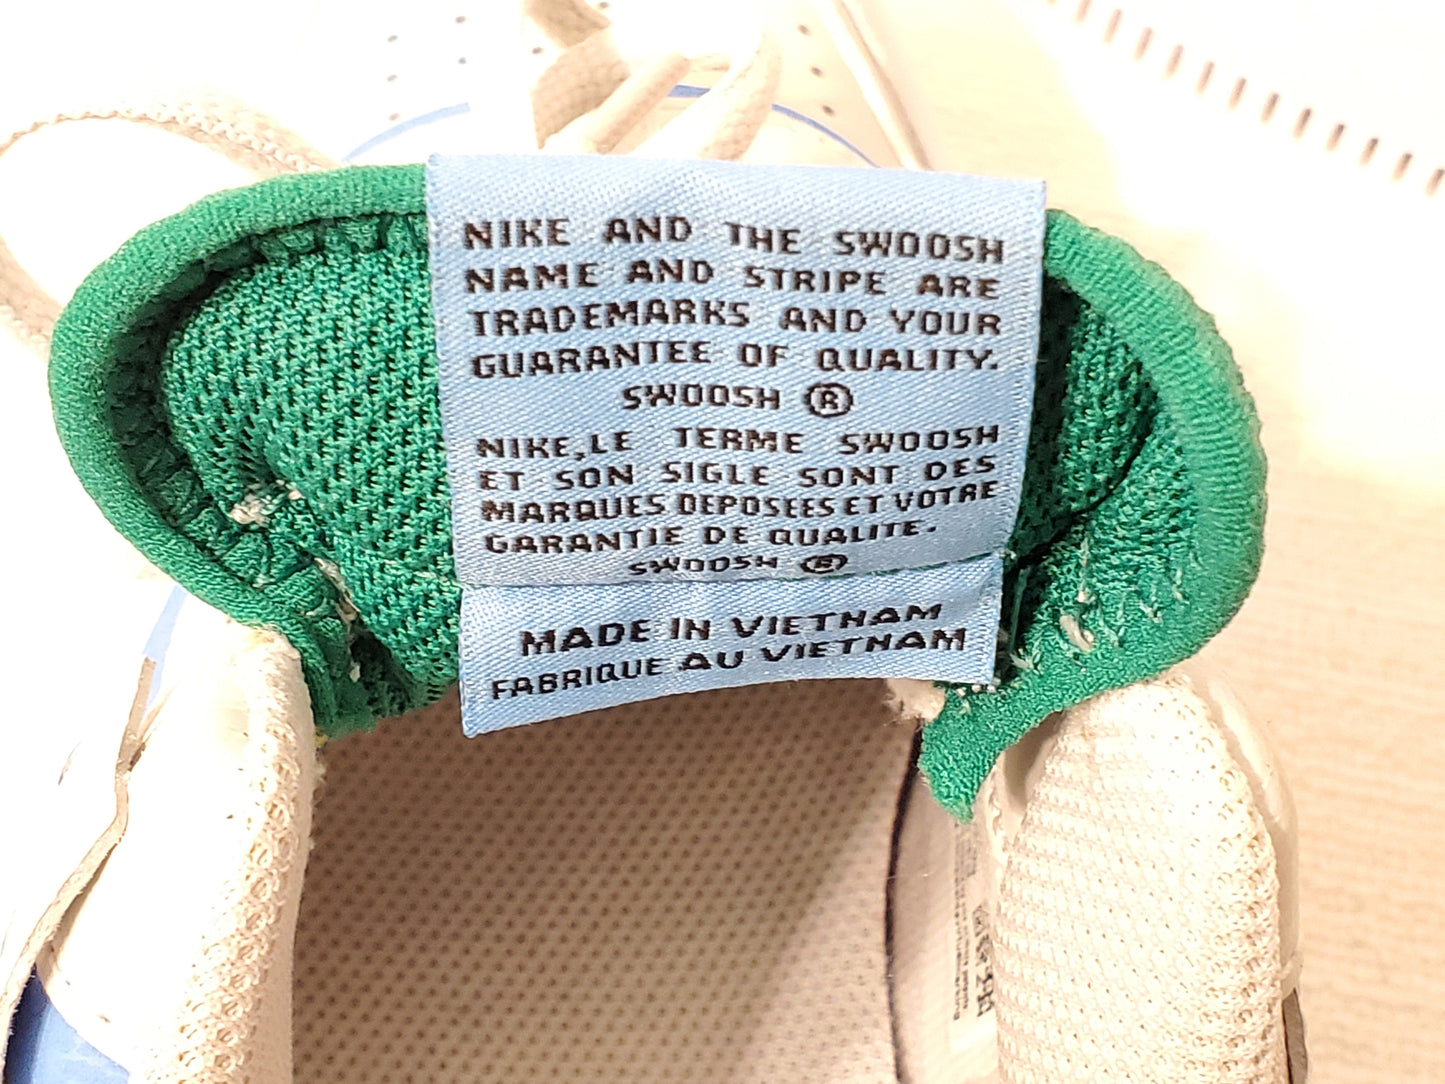 NIKE AND THE SWOOSH
NAME AND STRIPE ARE
TRADEMARKS AND YOUR
GUARANTEE OF QUALITY.
SWOOSH ®
NIKE, LE TERME SWOOSH
ET SON SIGLE SONT DES
MARQUES DEPOSEES ET VOTRE
GARANTIE DE QUALITE.
SWOOSH ®
MADE IN VIETNAM
FABRIQUE AU VIETNAM